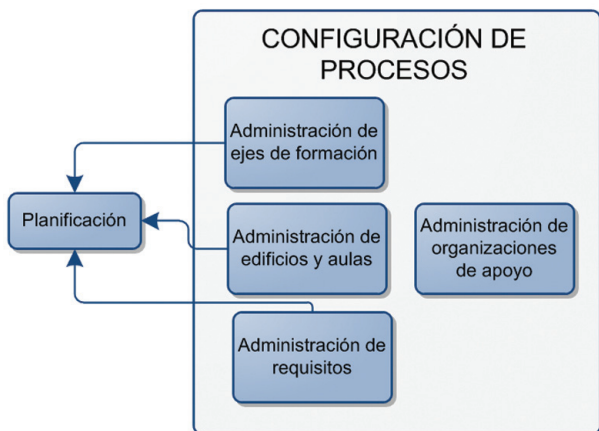 CONFIGURACIÓN DE
PROCESOS
Administración de
ejes de formación
Planificación
Administración de
edificios y aulas
Administración de
organizaciones
de apoyo
Administración de
requisitos